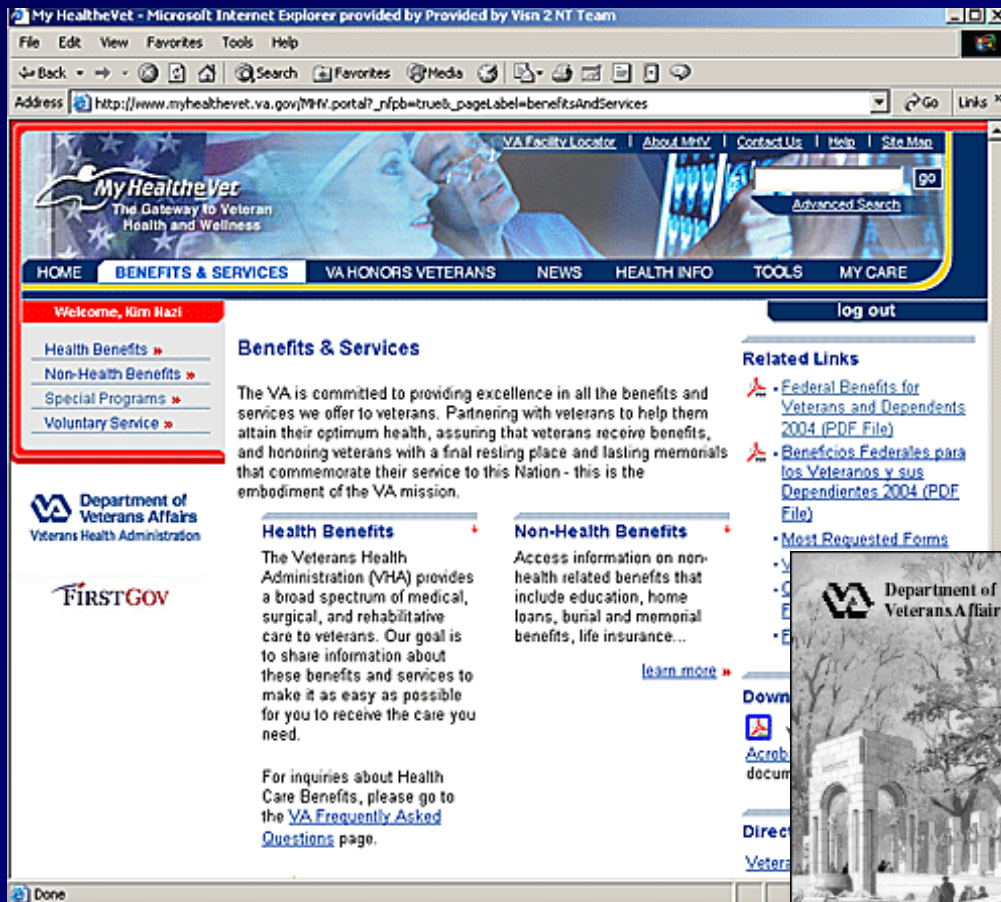 My HealtheVet - Microsoft Internet Explorer provided by Provided by Visn 2 NT Team
File Edit View Favorites Tools Help
Back Search Favorites Media
Address http://www.myhealthevet.va.gov/MHV.portal?_nfpb=true&_pageLabel=benefitsAndServices Go Links
VA Facility Locator | About MHV | Contact Us | Help | Site Map
My HealtheVet
The Gateway to Veteran
Health and Wellness
go
Advanced Search
HOME BENEFITS & SERVICES VA HONORS VETERANS NEWS HEALTH INFO TOOLS MY CARE
Welcome, Kim Nazi
log out
Health Benefits »
Non-Health Benefits »
Special Programs »
Voluntary Service »
Department of
Veterans Affairs
Veterans Health Administration
FIRSTGOV
Benefits & Services
The VA is committed to providing excellence in all the benefits and
services we offer to veterans. Partnering with veterans to help them
attain their optimum health, assuring that veterans receive benefits,
and honoring veterans with a final resting place and lasting memorials
that commemorate their service to this Nation - this is the
embodiment of the VA mission.
Health Benefits
The Veterans Health
Administration (VHA) provides
a broad spectrum of medical,
surgical, and rehabilitative
care to veterans. Our goal is
to share information about
these benefits and services to
make it as easy as possible
for you to receive the care you
need.
For inquiries about Health
Care Benefits, please go to
the VA Frequently Asked
Questions page.
Non-Health Benefits
Access information on non-
health related benefits that
include education, home
loans, burial and memorial
benefits, life insurance...
learn more »
Related Links
• Federal Benefits for
Veterans and Dependents
2004 (PDF File)
• Beneficios Federales para
los Veteranos y sus
Dependientes 2004 (PDF
File)
• Most Requested Forms
Down
Acrob
docum
Direc
Vetera
Department of
Veterans Affair
Done